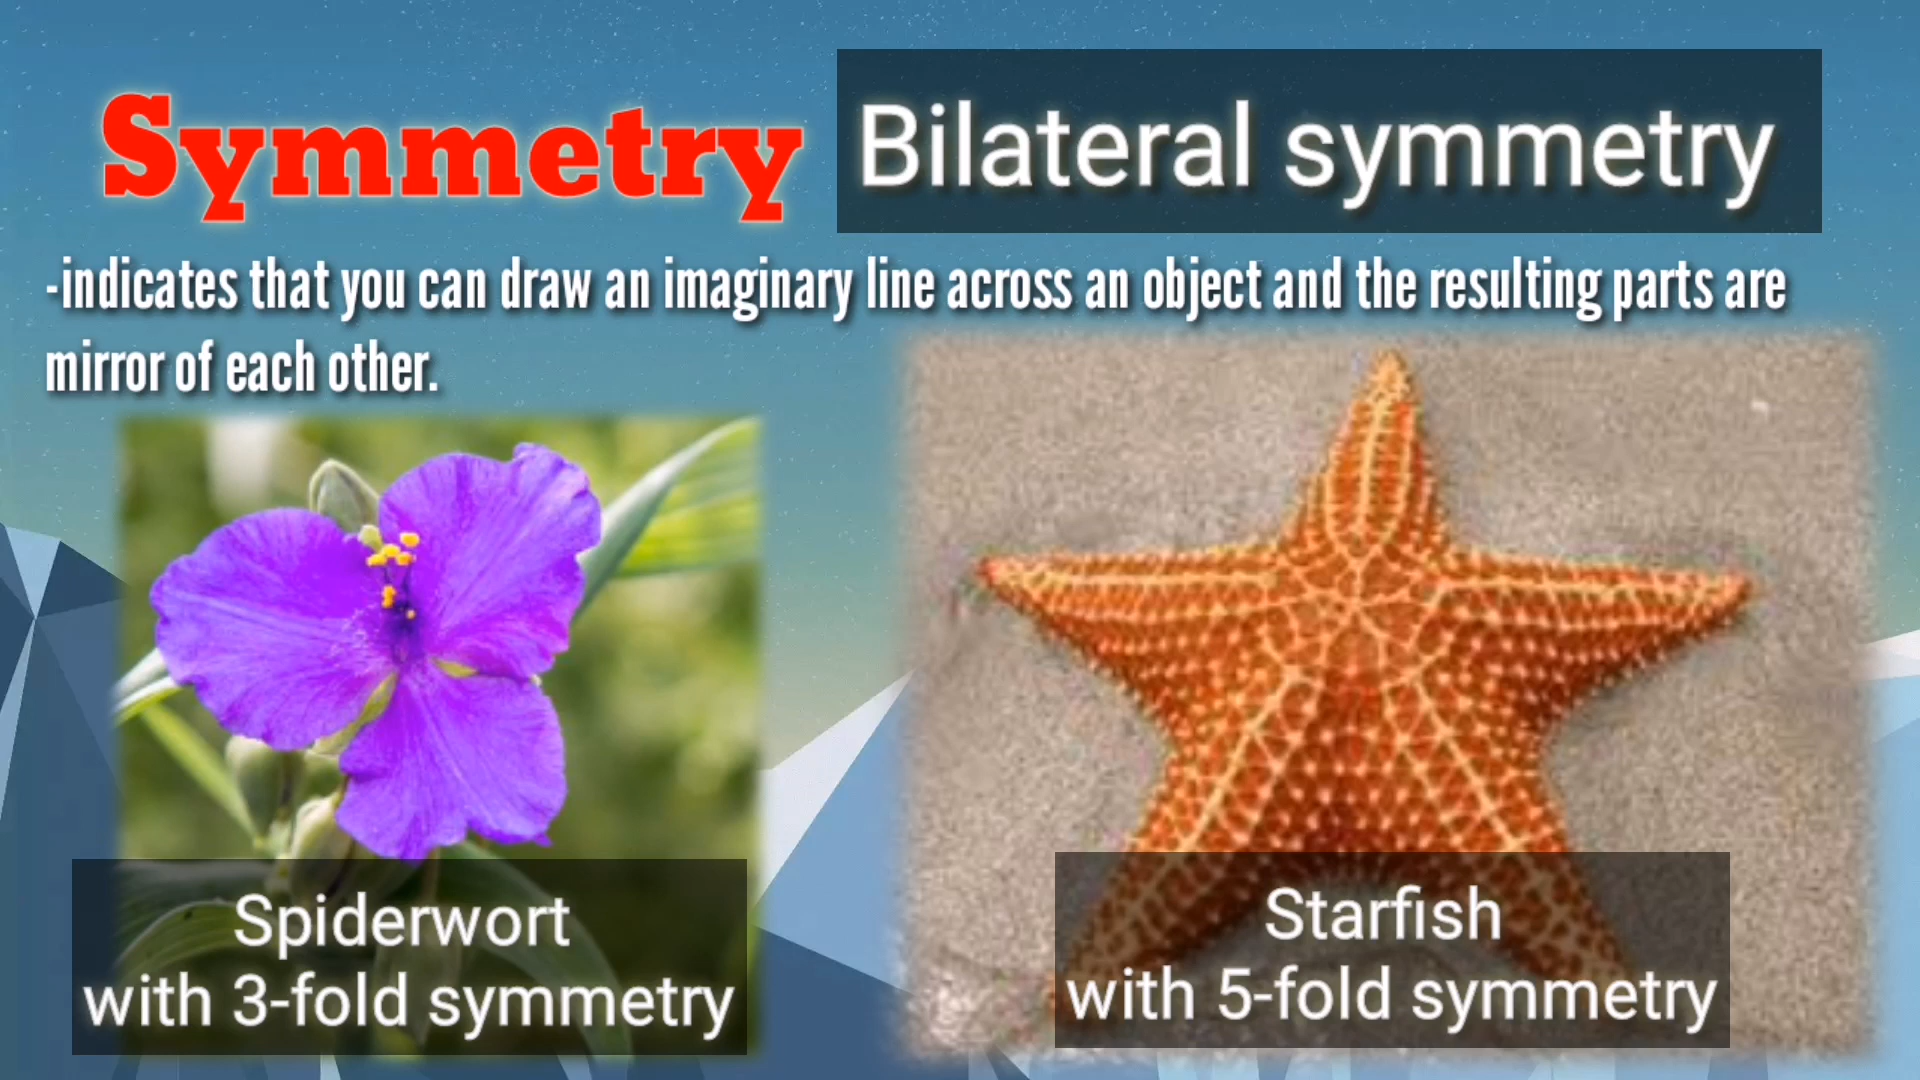 Symmetry
Bilateral symmetry
-indicates that you can draw an imaginary line across an object and the resulting parts are
mirror of each other.
Spiderwort
with 3-fold symmetry
Starfish
with 5-fold symmetry